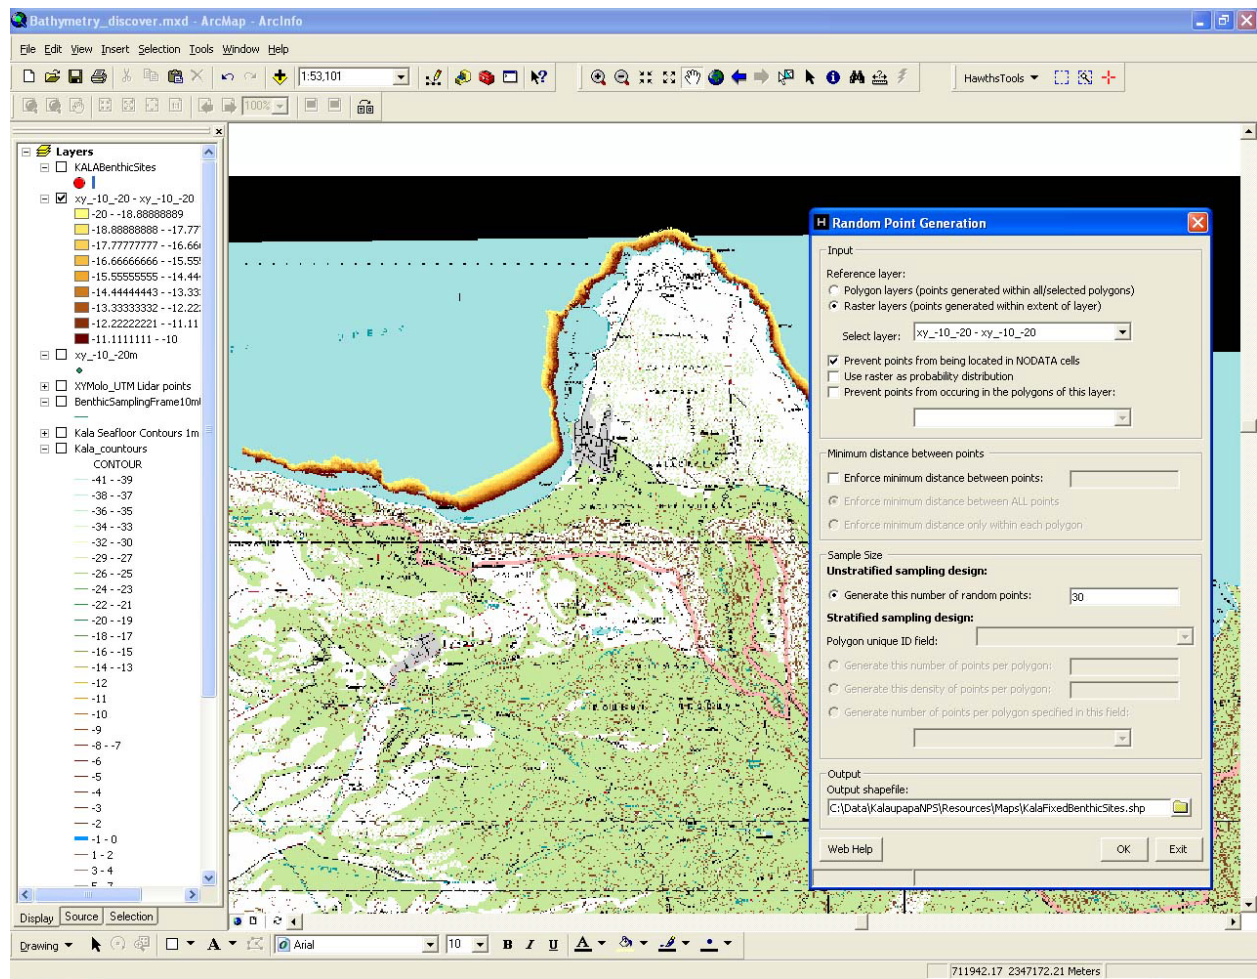 Bathymetry_discover.mxd - ArcMap - ArcInfo
File Edit View Insert Selection Tools Window Help
1:53,101
HawthsTools
100%
Layers
KALABenthicSites
xy_-10_-20 - xy_-10_-20
-20 - -18.88888889
-18.88888888 - -17.77
-17.77777777 - -16.66
-16.66666666 - -15.55
-15.55555555 - -14.44
-14.44444443 - -13.33
-13.33333332 - -12.22
-12.22222221 - -11.11
-11.1111111 - -10
xy_-10_-20m
XYMolo_UTM Lidar points
BenthicSamplingFrame10m
Kala Seafloor Contours 1m
Kala_countours
CONTOUR
-41 - -39
-38 - -37
-36 - -35
-34 - -33
-32 - -30
-29 - -27
-26 - -25
-24 - -23
-22 - -21
-20 - -19
-18 - -17
-16 - -15
-14 - -13
-12
-11
-10
-9
-8 - -7
-6
-5
-4
-3
-2
-1 - 0
1 - 2
3 - 4
5 - 7
Display Source Selection
Random Point Generation
Input
Reference layer:
Polygon layers (points generated within all/selected polygons)
Raster layers (points generated within extent of layer)
Select layer: xy_-10_-20 - xy_-10_-20
Prevent points from being located in NODATA cells
Use raster as probability distribution
Prevent points from occuring in the polygons of this layer:
Minimum distance between points
Enforce minimum distance between points:
Enforce minimum distance between ALL points
Enforce minimum distance only within each polygon
Sample Size
Unstratified sampling design:
Generate this number of random points: 30
Stratified sampling design:
Polygon unique ID field:
Generate this number of points per polygon:
Generate this density of points per polygon:
Generate number of points per polygon specified in this field:
Output
Output shapefile:
C:\Data\KalaupapaNPS\Resources\Maps\KalaFixedBenthicSites.shp
Web Help OK Exit
Drawing A Arial 10 B I U A
711942.17 2347172.21 Meters